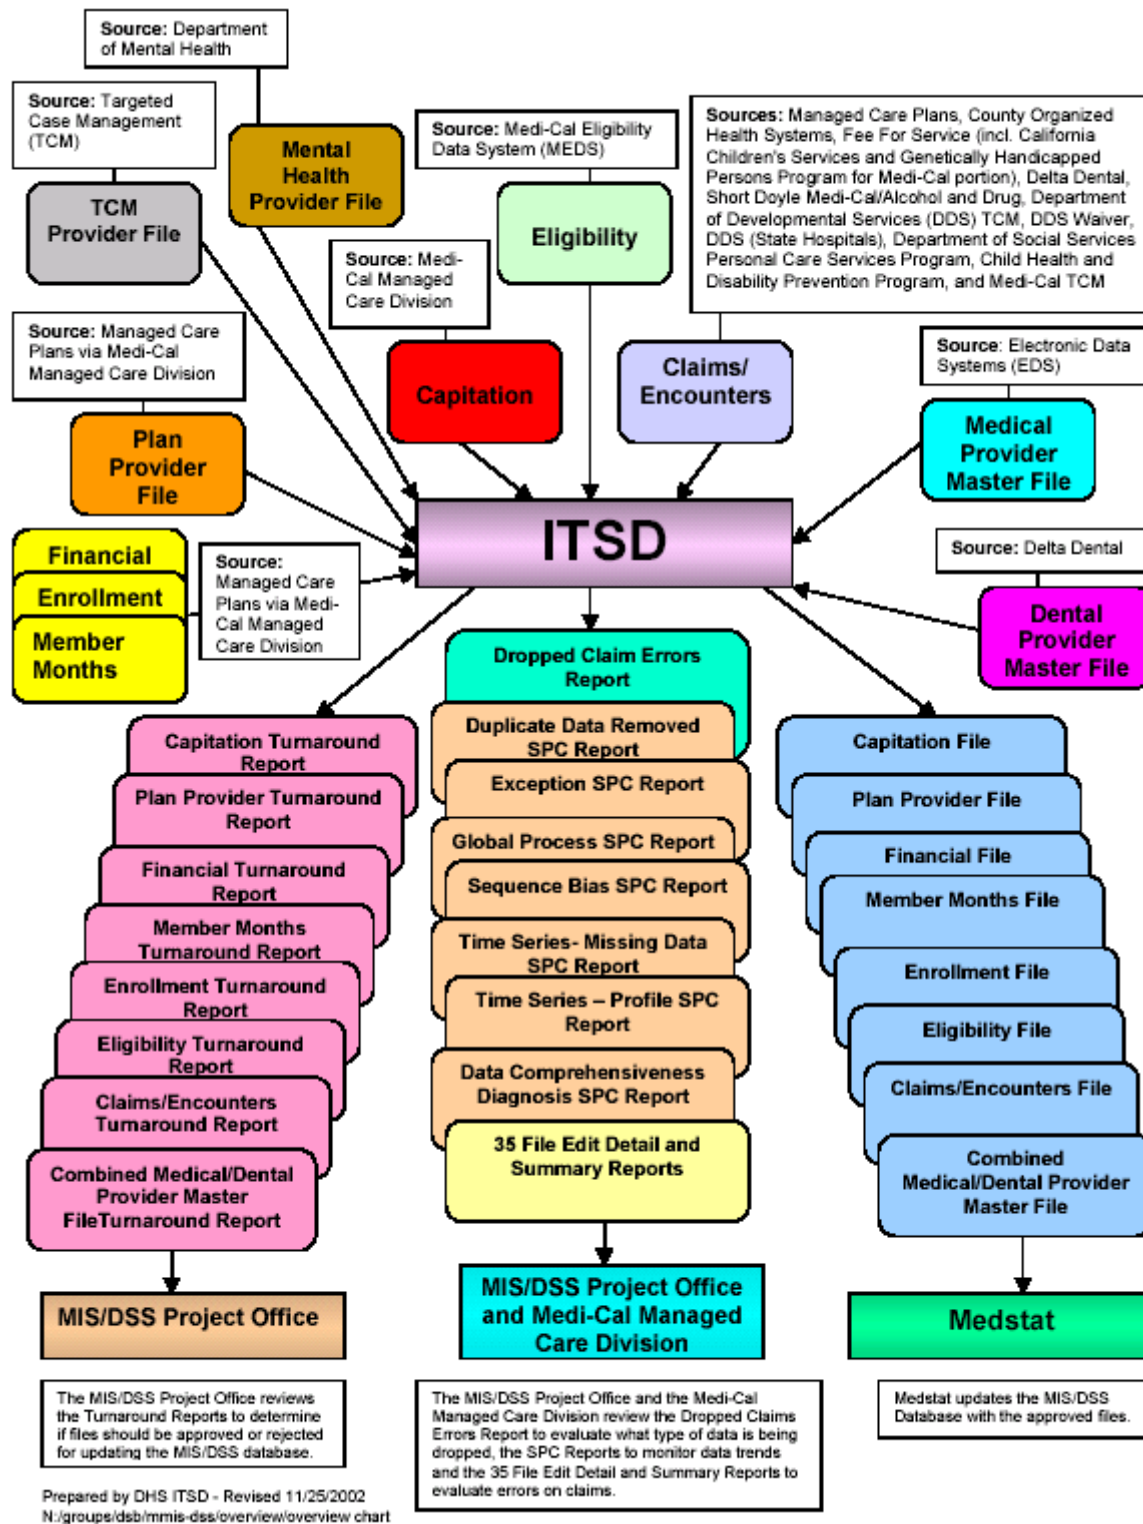 Source: Department
of Mental Health
Source: Targeted
Case Management
(TCM)
Mental
Health
Provider File
Source: Medi-Cal Eligibility
Data System (MEDS)
Sources: Managed Care Plans, County Organized
Health Systems, Fee For Service (incl. California
Children's Services and Genetically Handicapped
Persons Program for Medi-Cal portion), Delta Dental,
Short Doyle Medi-Cal/Alcohol and Drug, Department
of Developmental Services (DDS) TCM, DDS Waiver,
DDS (State Hospitals), Department of Social Services
Personal Care Services Program, Child Health and
Disability Prevention Program, and Medi-Cal TCM
TCM
Provider File
Eligibility
Source: Medi-
Cal Managed
Care Division
Source: Managed Care
Plans via Medi-Cal
Managed Care Division
Capitation
Claims/
Encounters
Source: Electronic Data
Systems (EDS)
Plan
Provider
File
Medical
Provider
Master File
ITSD
Financial
Enrollment
Member
Months
Source:
Managed Care
Plans via Medi-
Cal Managed
Care Division
Source: Delta Dental
Dental
Provider
Master File
Capitation Turnaround
Report
Plan Provider Turnaround
Report
Financial Turnaround
Report
Member Months
Turnaround Report
Enrollment Turnaround
Report
Eligibility Turnaround
Report
Claims/Encounters
Turnaround Report
Combined Medical/Dental
Provider Master
FileTurnaround Report
Dropped Claim Errors
Report
Duplicate Data Removed
SPC Report
Exception SPC Report
Global Process SPC Report
Sequence Bias SPC Report
Time Series- Missing Data
SPC Report
Time Series – Profile SPC
Report
Data Comprehensiveness
Diagnosis SPC Report
35 File Edit Detail and
Summary Reports
Capitation File
Plan Provider File
Financial File
Member Months File
Enrollment File
Eligibility File
Claims/Encounters File
Combined
Medical/Dental Provider
Master File
MIS/DSS Project Office
MIS/DSS Project Office
and Medi-Cal Managed
Care Division
Medstat
The MIS/DSS Project Office reviews
the Turnaround Reports to determine
if files should be approved or rejected
for updating the MIS/DSS database.
The MIS/DSS Project Office and the Medi-Cal
Managed Care Division review the Dropped Claims
Errors Report to evaluate what type of data is being
dropped, the SPC Reports to monitor data trends
and the 35 File Edit Detail and Summary Reports to
evaluate errors on claims.
Medstat updates the MIS/DSS
Database with the approved files.
Prepared by DHS ITSD - Revised 11/25/2002
N:/groups/dsb/mmis-dss/overview/overview chart